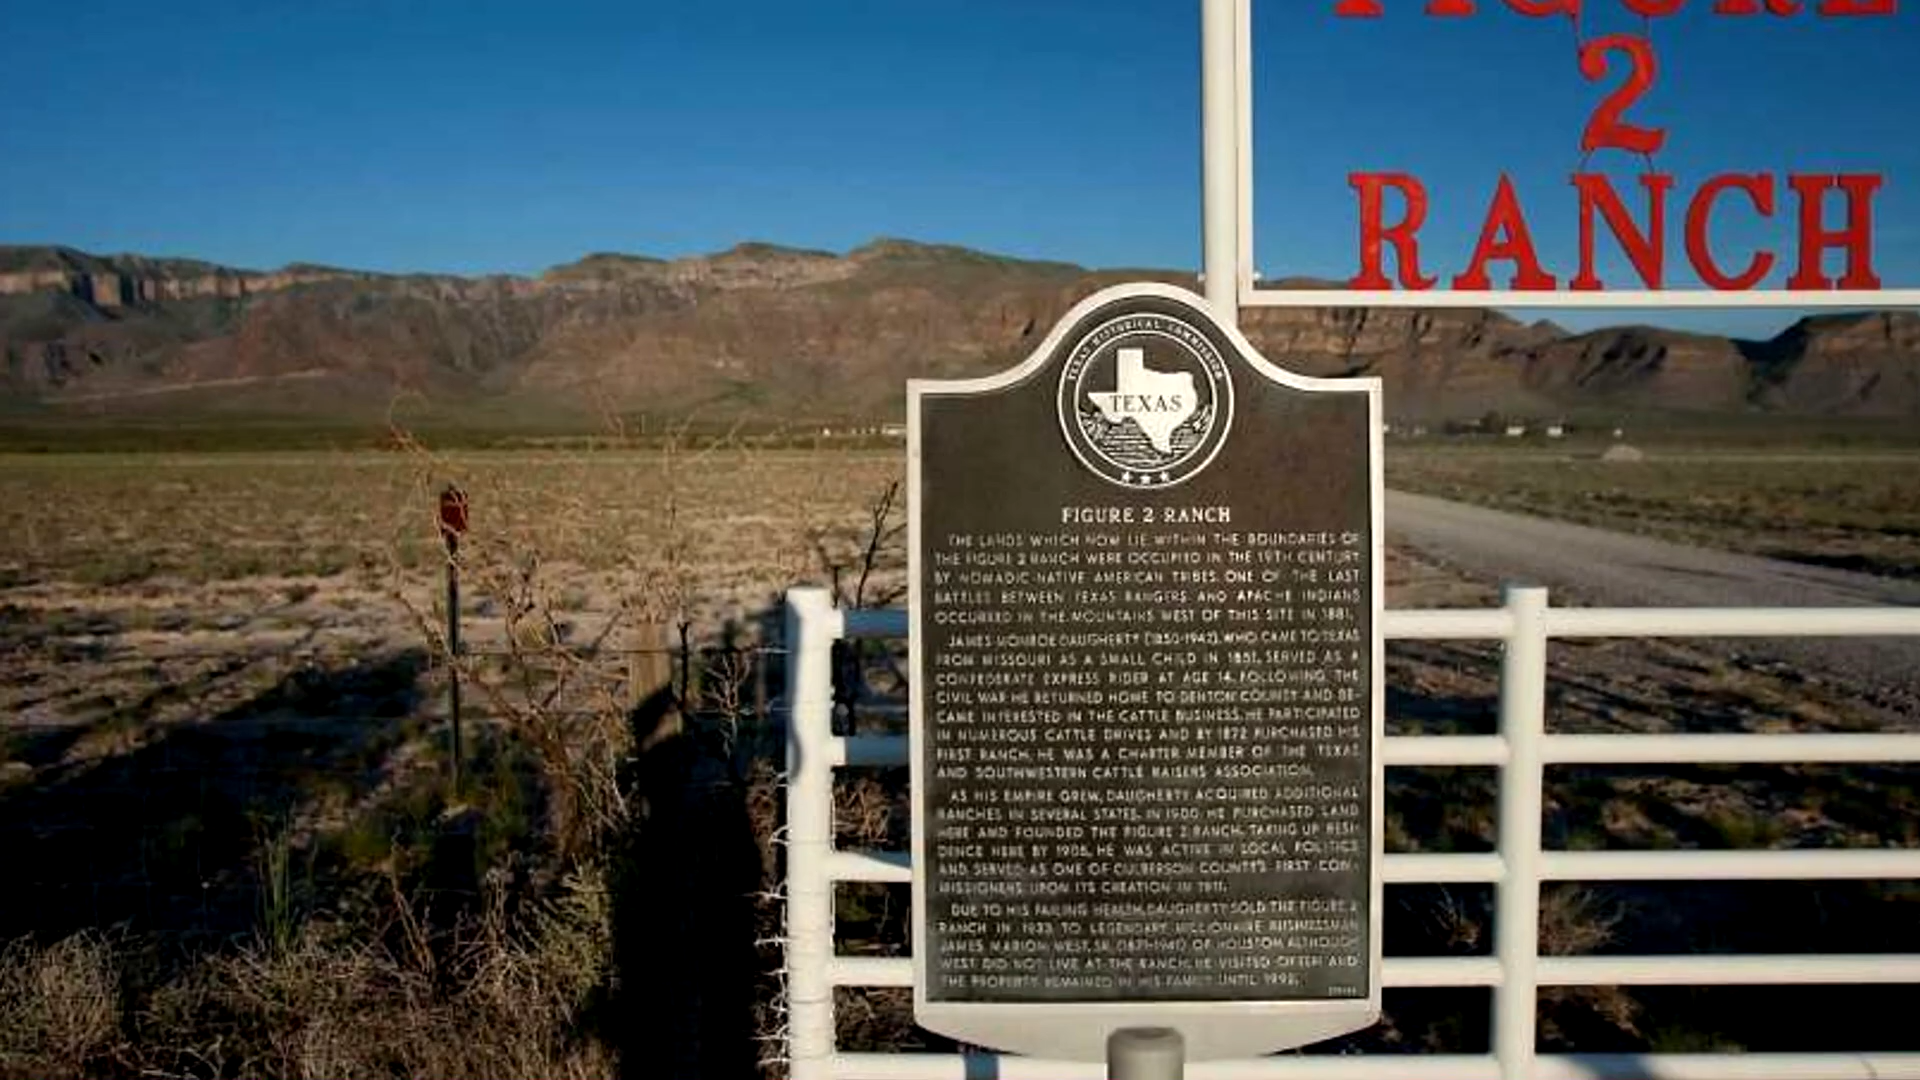 FIGURE
2
RANCH
TEXAS HISTORICAL COMMISSION
TEXAS
FIGURE 2 RANCH
THE LANDS WHICH NOW LIE WITHIN THE BOUNDARIES OF
THE FIGURE 2 RANCH WERE OCCUPIED IN THE 19TH CENTURY
BY NOMADIC NATIVE AMERICAN TRIBES. ONE OF THE LAST
BATTLES BETWEEN TEXAS RANGERS AND APACHE INDIANS
OCCURRED IN THE MOUNTAINS WEST OF THIS SITE IN 1881.
JAMES MONROE DAUGHERTY (1850-1942), WHO CAME TO TEXAS
FROM MISSOURI AS A SMALL CHILD IN 1851, SERVED AS A
CONFEDERATE EXPRESS RIDER AT AGE 14. FOLLOWING THE
CIVIL WAR HE RETURNED HOME TO DENTON COUNTY AND BE-
CAME INTERESTED IN THE CATTLE BUSINESS. HE PARTICIPATED
IN NUMEROUS CATTLE DRIVES AND BY 1872 PURCHASED HIS
FIRST RANCH. HE WAS A CHARTER MEMBER OF THE TEXAS
AND SOUTHWESTERN CATTLE RAISERS ASSOCIATION.
AS HIS EMPIRE GREW, DAUGHERTY ACQUIRED ADDITIONAL
RANCHES IN SEVERAL STATES. IN 1900 HE PURCHASED LAND
HERE AND FOUNDED THE FIGURE 2 RANCH. TAKING UP RESI-
DENCE HERE BY 1905, HE WAS ACTIVE IN LOCAL POLITICS
AND SERVED AS ONE OF CULBERSON COUNTY'S FIRST COM-
MISSIONERS UPON ITS CREATION IN 1911.
DUE TO HIS FAILING HEALTH, DAUGHERTY SOLD THE FIGURE 2
RANCH IN 1933 TO LEGENDARY MILLIONAIRE BUSINESSMAN
JAMES MARION WEST, SR. (1871-1941) OF HOUSTON. ALTHOUGH
WEST DID NOT LIVE AT THE RANCH, HE VISITED OFTEN AND
THE PROPERTY REMAINED IN HIS FAMILY UNTIL 1992.